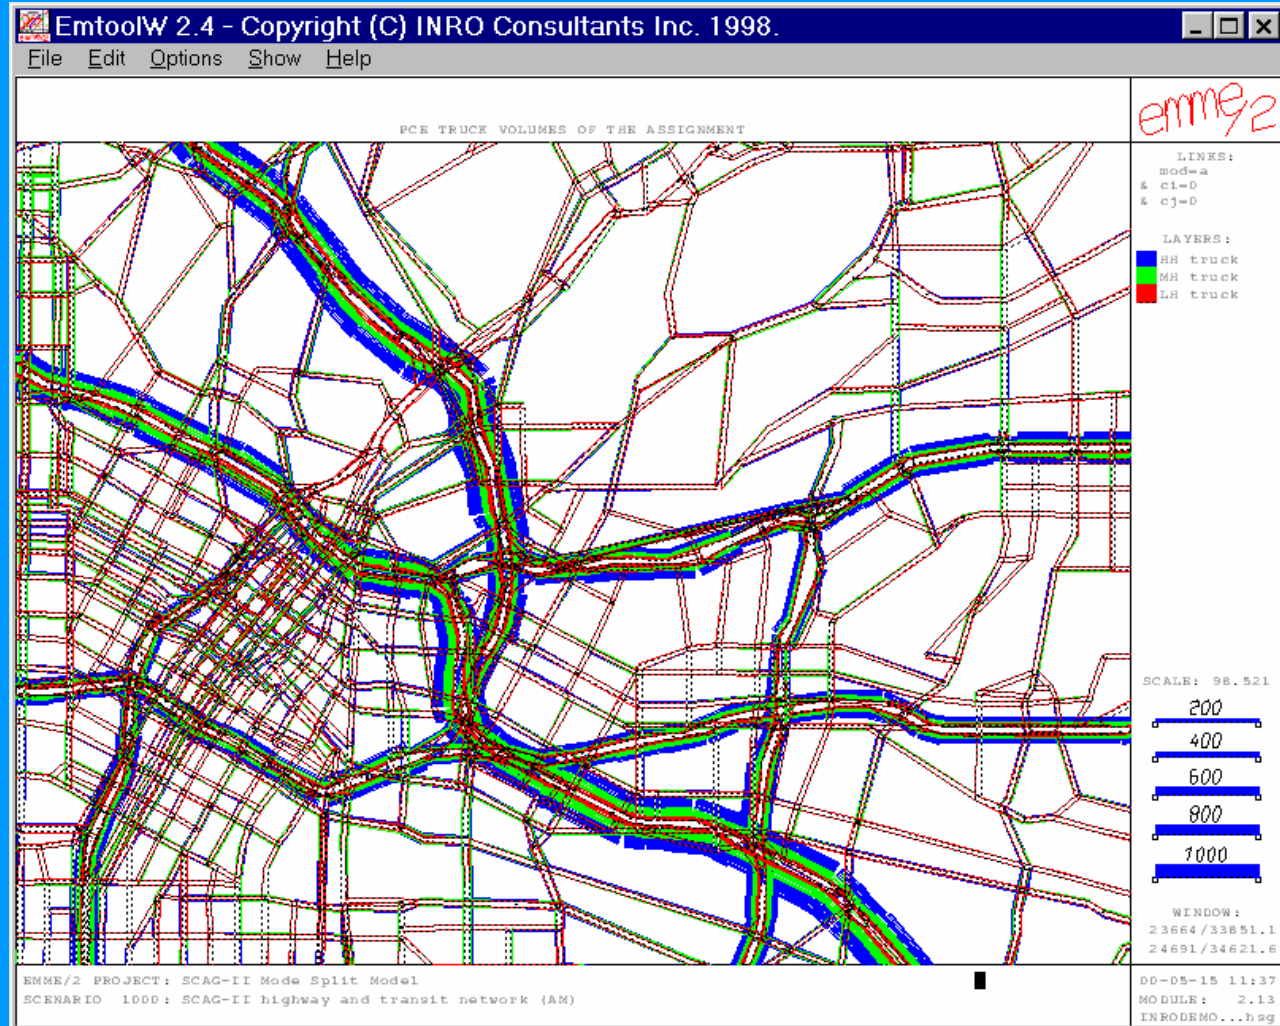 EmtoolW 2.4 - Copyright (C) INRO Consultants Inc. 1998.
File Edit Options Show Help
PCE TRUCK VOLUMES OF THE ASSIGNMENT
emme/2
LINKS:
mod=a
& ci=0
& cj=0
LAYERS:
HH truck
MH truck
LH truck
SCALE: 98.521
200
400
600
800
1000
WINDOW:
23664/33851.1
24691/34621.6
EMME/2 PROJECT: SCAG-II Mode Split Model
SCENARIO 1000: SCAG-II highway and transit network (AM)
00-05-15 11:37
MODULE: 2.13
INRODEMO...hsg